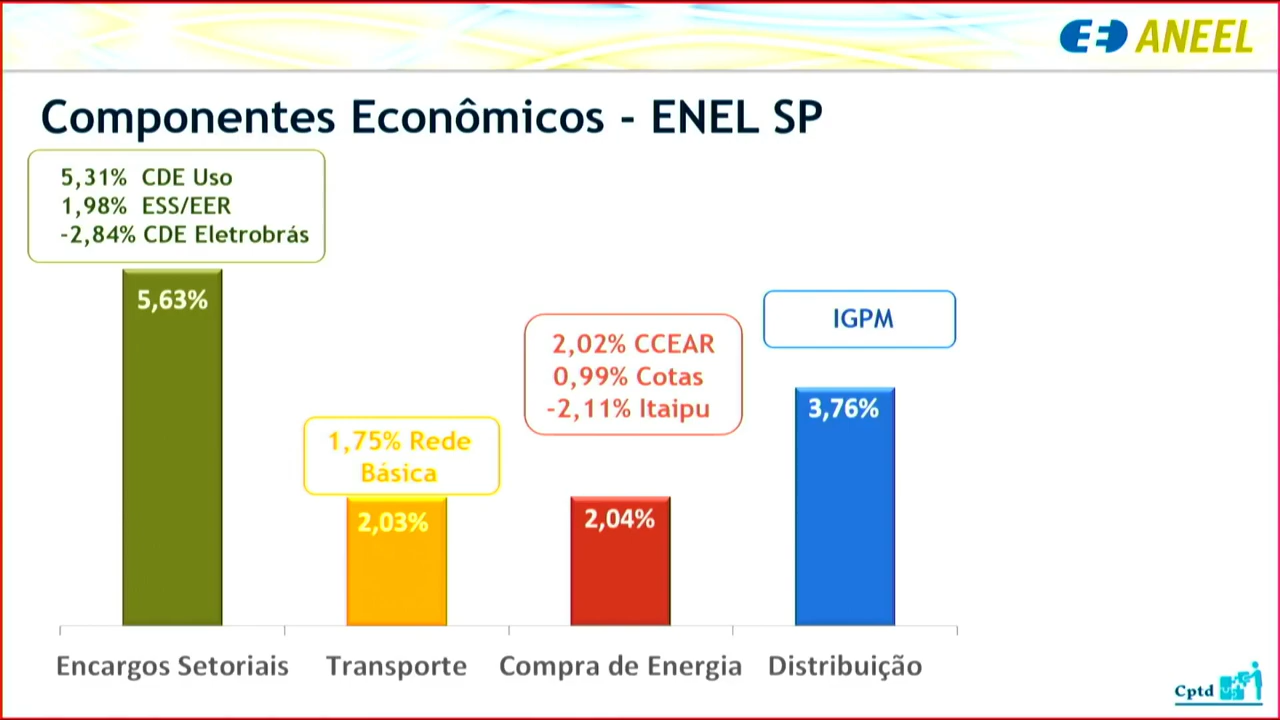 ANEEL
Componentes Econômicos - ENEL SP
5,31% CDE Uso
1,98% ESS/EER
-2,84% CDE Eletrobrás
5,63%
1,75% Rede
Básica
2,03%
2,02% CCEAR
0,99% Cotas
-2,11% Itaipu
2,04%
IGPM
3,76%
Encargos Setoriais
Transporte
Compra de Energia
Distribuição
Cptd